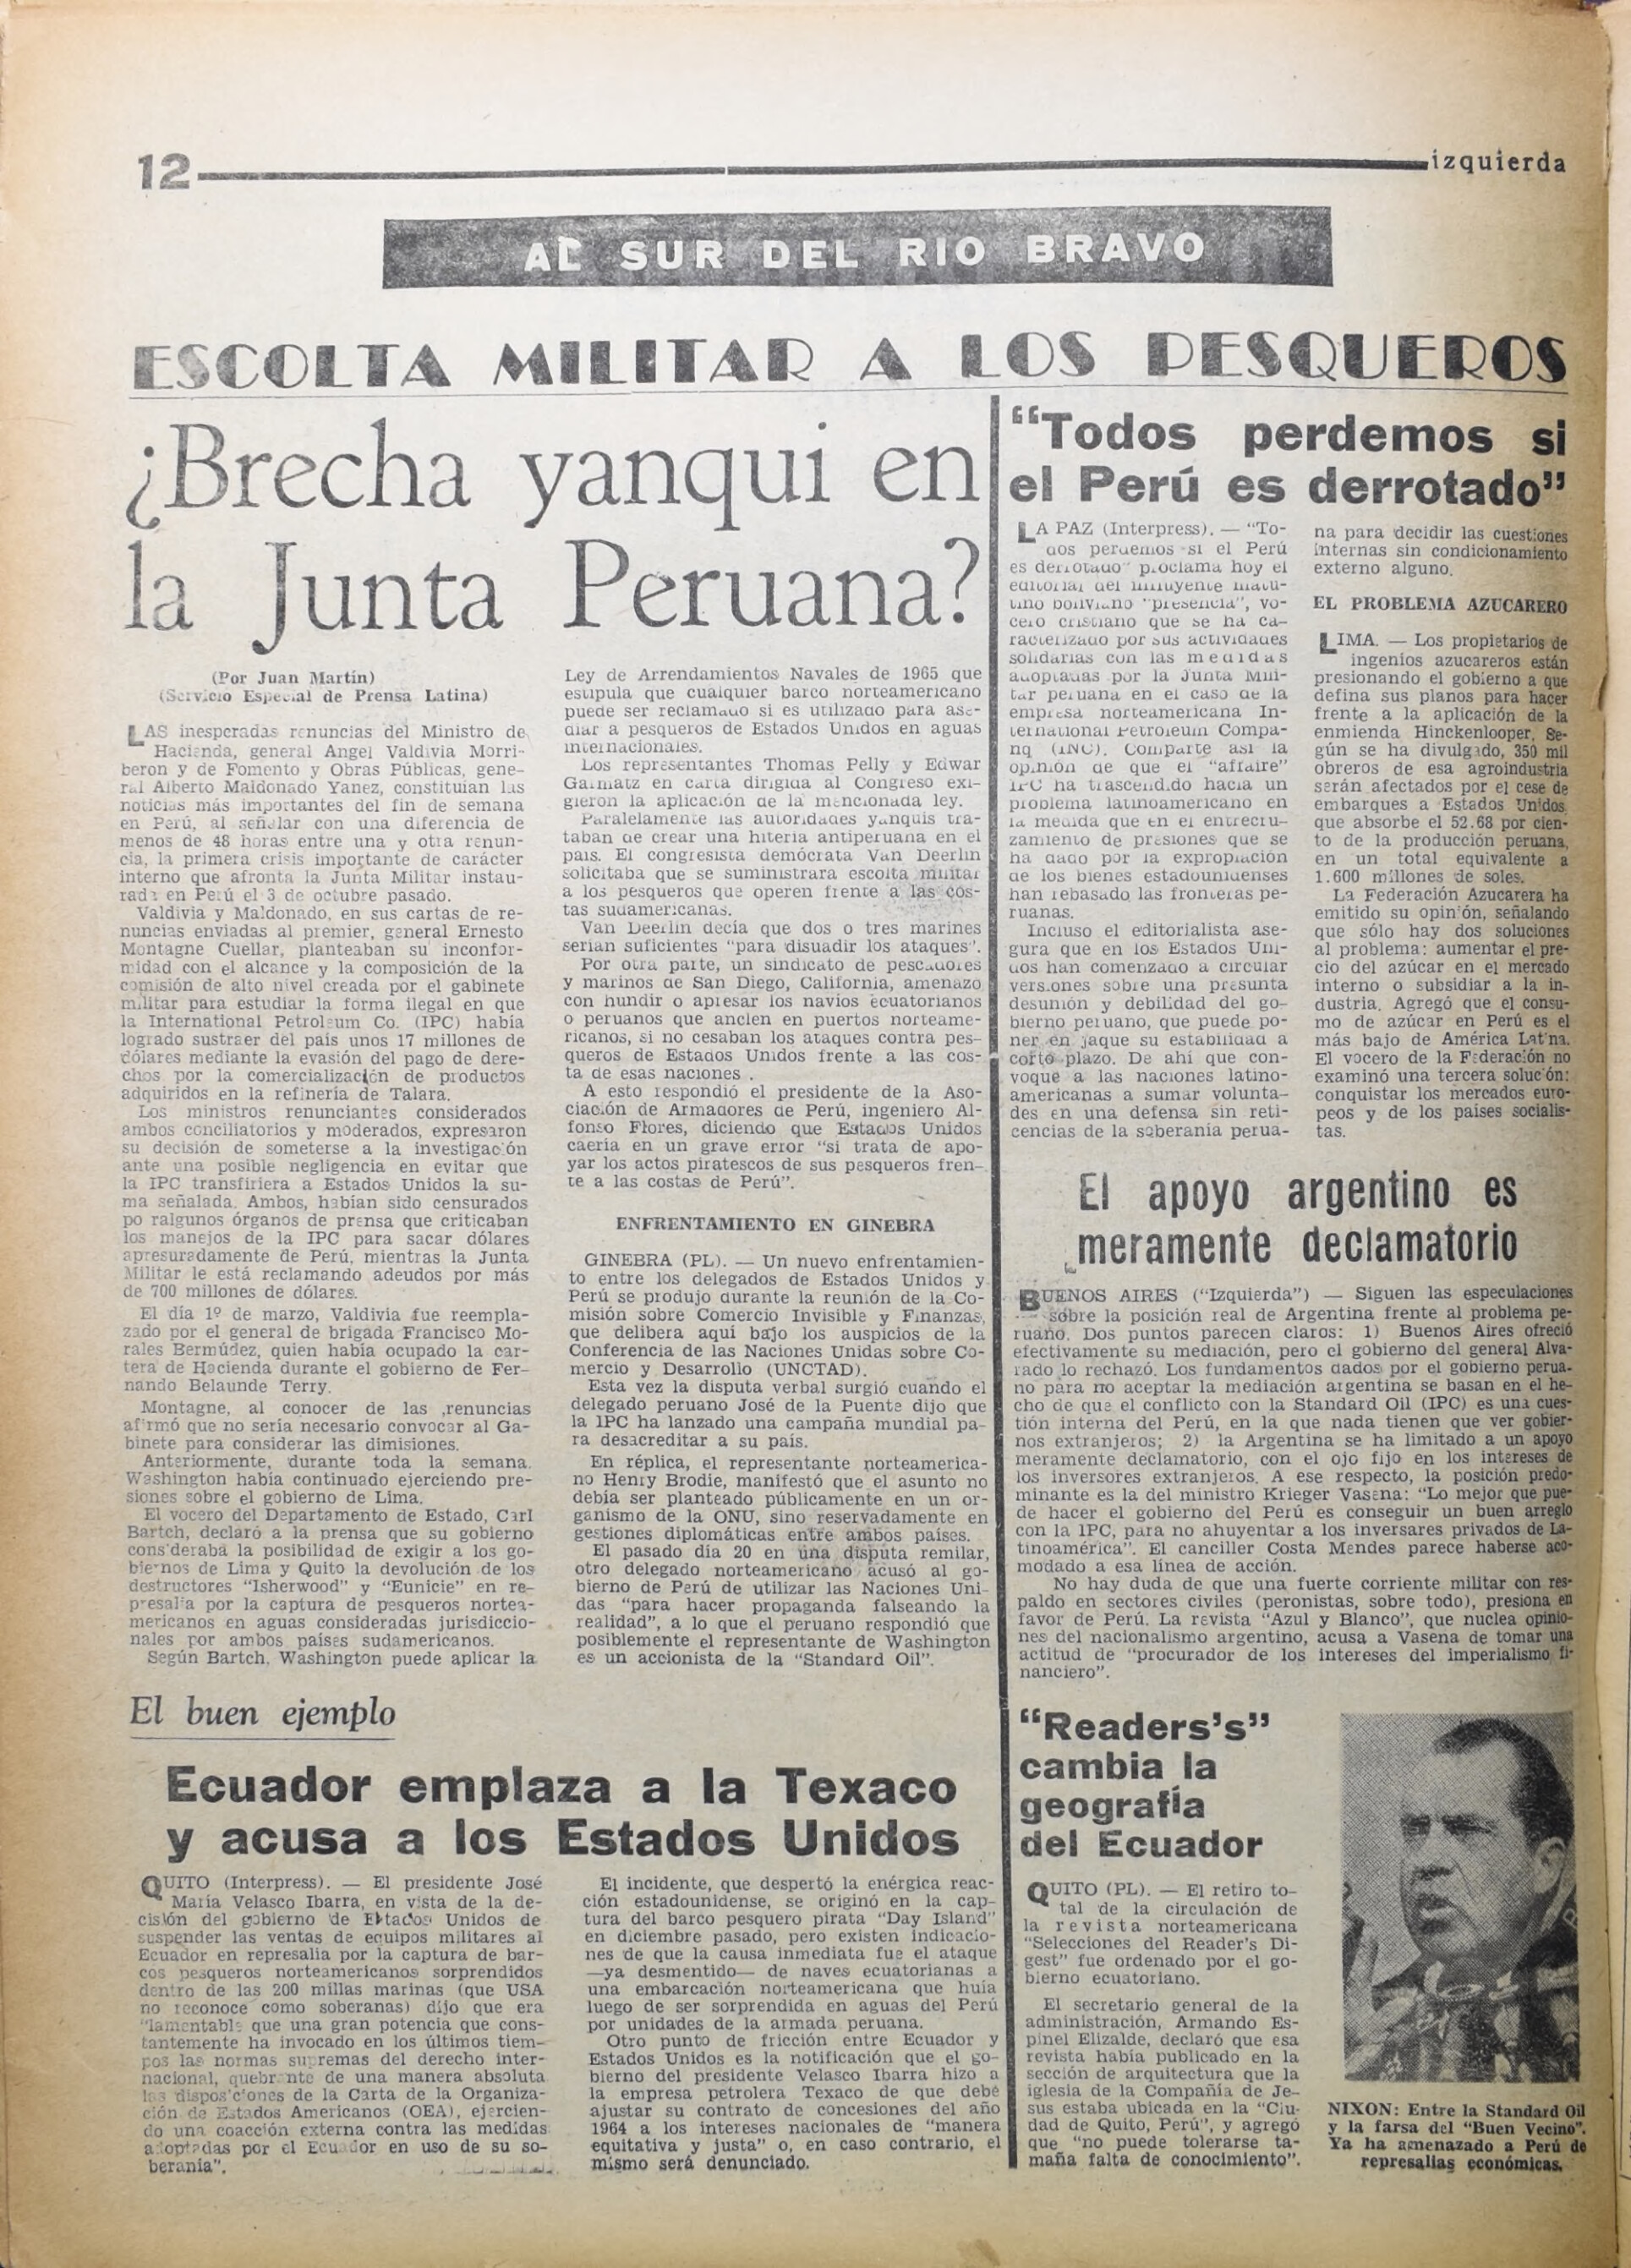 12
izquierda
AL SUR DEL RIO BRAVO
ESCOLTA MILITAR A LOS PESQUEROS
¿Brecha yanqui en
la Junta Peruana?
(Por Juan Martín)
(Servicio Especial de Prensa Latina)
LAS inesperadas renuncias del Ministro de
Hacienda, general Angel Valdivia Morri-
beron y de Fomento y Obras Públicas, gene-
ral Alberto Maldonado Yanez, constituían las
noticias más importantes del fin de semana
en Perú, al señalar con una diferencia de
menos de 48 horas entre una y otra renun-
cia, la primera crisis importante de carácter
interno que afronta la Junta Militar instau-
rada en Perú el 3 de octubre pasado.
Valdivia y Maldonado, en sus cartas de re-
nuncias enviadas al premier, general Ernesto
Montagne Cuellar, planteaban su inconfor-
midad con el alcance y la composición de la
comisión de alto nivel creada por el gabinete
militar para estudiar la forma ilegal en que
la International Petroleum Co. (IPC) había
logrado sustraer del país unos 17 millones de
dólares mediante la evasión del pago de dere-
chos por la comercialización de productos
adquiridos en la refinería de Talara.
Los ministros renunciantes considerados
ambos conciliatorios y moderados, expresaron
su decisión de someterse a la investigación
ante una posible negligencia en evitar que
la IPC transfiriera a Estados Unidos la su-
ma señalada. Ambos, habían sido censurados
po ralgunos órganos de prensa que criticaban
los manejos de la IPC para sacar dólares
apresuradamente de Perú, mientras la Junta
Militar le está reclamando adeudos por más
de 700 millones de dólares.
El día 1º de marzo, Valdivia fue reempla-
zado por el general de brigada Francisco Mo-
rales Bermúdez, quien había ocupado la car-
tera de Hacienda durante el gobierno de Fer-
nando Belaunde Terry.
Montagne, al conocer de las renuncias
afirmó que no sería necesario convocar al Ga-
binete para considerar las dimisiones.
Anteriormente, durante toda la semana.
Washington había continuado ejerciendo pre-
siones sobre el gobierno de Lima.
El vocero del Departamento de Estado, Carl
Bartch, declaró a la prensa que su gobierno
consideraba la posibilidad de exigir a los go-
biernos de Lima y Quito la devolución de los
destructores "Isherwood" y "Eunicie" en re-
presalia por la captura de pesqueros nortea-
mericanos en aguas consideradas jurisdiccio-
nales por ambos países sudamericanos.
Según Bartch, Washington puede aplicar la
Ley de Arrendamientos Navales de 1965 que
estipula que cualquier barco norteamericano
puede ser reclamado si es utilizado para ase-
diar a pesqueros de Estados Unidos en aguas
internacionales.
Los representantes Thomas Pelly y Edwar
Garmatz en carta dirigida al Congreso exi-
gieron la aplicación de la mencionada ley.
Paralelamente las autoridades yanquis tra-
taban de crear una histeria antiperuana en el
país. El congresista demócrata Van Deerlin
solicitaba que se suministrara escolta militar
a los pesqueros que operen frente a las cos-
tas sudamericanas.
Van Deerlin decía que dos o tres marines
serían suficientes "para disuadir los ataques".
Por otra parte, un sindicato de pescadores
y marinos de San Diego, California, amenazó
con hundir o apresar los navíos ecuatorianos
o peruanos que anclen en puertos norteame-
ricanos, si no cesaban los ataques contra pes-
queros de Estados Unidos frente a las cos-
ta de esas naciones .
A esto respondió el presidente de la Aso-
ciación de Armadores de Perú, ingeniero Al-
fonso Flores, diciendo que Estados Unidos
caería en un grave error "si trata de apo-
yar los actos piratescos de sus pesqueros fren-
te a las costas de Perú".
ENFRENTAMIENTO EN GINEBRA
GINEBRA (PL). — Un nuevo enfrentamien-
to entre los delegados de Estados Unidos y
Perú se produjo durante la reunión de la Co-
misión sobre Comercio Invisible y Finanzas,
que delibera aquí bajo los auspicios de la
Conferencia de las Naciones Unidas sobre Co-
mercio y Desarrollo (UNCTAD).
Esta vez la disputa verbal surgió cuando el
delegado peruano José de la Puente dijo que
la IPC ha lanzado una campaña mundial pa-
ra desacreditar a su país.
En réplica, el representante norteamerica-
no Henry Brodie, manifestó que el asunto no
debía ser planteado públicamente en un or-
ganismo de la ONU, sino reservadamente en
gestiones diplomáticas entre ambos países.
El pasado día 20 en una disputa remilar,
otro delegado norteamericano acusó al go-
bierno de Perú de utilizar las Naciones Uni-
das "para hacer propaganda falseando la
realidad", a lo que el peruano respondió que
posiblemente el representante de Washington
es un accionista de la "Standard Oil".
"Todos perdemos si
el Perú es derrotado"
LA PAZ (Interpress). — "To-
dos perdemos si el Perú
es derrotado" proclama hoy el
editorial del influyente matu-
tino boliviano "presencia", vo-
cero cristiano que se ha ca-
racterizado por sus actividades
solidarias con las medidas
adoptadas por la Junta Mili-
tar peruana en el caso de la
empresa norteamericana In-
ternational Petroleum Compa-
nq (INC). Comparte así la
opinión de que el "affaire"
IPC ha trascendido hacia un
problema latinoamericano en
la medida que en el entrecru-
zamiento de presiones que se
ha dado por la expropiación
de los bienes estadounidenses
han rebasado las fronteras pe-
ruanas.
Incluso el editorialista ase-
gura que en los Estados Uni-
dos han comenzado a circular
versiones sobre una presunta
desunión y debilidad del go-
bierno peruano, que puede po-
ner en jaque su estabilidad a
corto plazo. De ahí que con-
voque a las naciones latino-
americanas a sumar volunta-
des en una defensa sin reti-
cencias de la soberanía perua-
na para decidir las cuestiones
internas sin condicionamiento
externo alguno.
EL PROBLEMA AZUCARERO
LIMA. — Los propietarios de
ingenios azucareros están
presionando el gobierno a que
defina sus planos para hacer
frente a la aplicación de la
enmienda Hinckenlooper. Se-
gún se ha divulgado, 350 mil
obreros de esa agroindustria
serán afectados por el cese de
embarques a Estados Unidos
que absorbe el 52.68 por cien-
to de la producción peruana,
en un total equivalente a
1.600 millones de soles.
La Federación Azucarera ha
emitido su opinión, señalando
que sólo hay dos soluciones
al problema: aumentar el pre-
cio del azúcar en el mercado
interno o subsidiar a la in-
dustria. Agregó que el consu-
mo de azúcar en Perú es el
más bajo de América Latina.
El vocero de la Federación no
examinó una tercera solución:
conquistar los mercados euro-
peos y de los países socialis-
tas.
El apoyo argentino es
meramente declamatorio
BUENOS AIRES ("Izquierda") — Siguen las especulaciones
sobre la posición real de Argentina frente al problema pe-
ruano. Dos puntos parecen claros: 1) Buenos Aires ofreció
efectivamente su mediación, pero el gobierno del general Alva-
rado lo rechazó. Los fundamentos dados por el gobierno perua-
no para no aceptar la mediación argentina se basan en el he-
cho de que el conflicto con la Standard Oil (IPC) es una cues-
tión interna del Perú, en la que nada tienen que ver gobier-
nos extranjeros; 2) la Argentina se ha limitado a un apoyo
meramente declamatorio, con el ojo fijo en los intereses de
los inversores extranjeros. A ese respecto, la posición predo-
minante es la del ministro Krieger Vasena: "Lo mejor que pue-
de hacer el gobierno del Perú es conseguir un buen arreglo
con la IPC, para no ahuyentar a los inversares privados de La-
tinoamérica". El canciller Costa Mendes parece haberse aco-
modado a esa línea de acción.
No hay duda de que una fuerte corriente militar con res-
paldo en sectores civiles (peronistas, sobre todo), presiona en
favor de Perú. La revista "Azul y Blanco", que nuclea opinio-
nes del nacionalismo argentino, acusa a Vasena de tomar una
actitud de "procurador de los intereses del imperialismo fi-
nanciero".
El buen ejemplo
Ecuador emplaza a la Texaco
y acusa a los Estados Unidos
QUITO (Interpress). — El presidente José
María Velasco Ibarra, en vista de la de-
cisión del gobierno de Estados Unidos de
suspender las ventas de equipos militares al
Ecuador en represalia por la captura de bar-
cos pesqueros norteamericanos sorprendidos
dentro de las 200 millas marinas (que USA
no reconoce como soberanas) dijo que era
"lamentable que una gran potencia que cons-
tantemente ha invocado en los últimos tiem-
pos las normas supremas del derecho inter-
nacional, quebrante de una manera absoluta
las disposiciones de la Carta de la Organiza-
ción de Estados Americanos (OEA), ejercien-
do una coacción externa contra las medidas
adoptadas por el Ecuador en uso de su so-
beranía".
El incidente, que despertó la enérgica reac-
ción estadounidense, se originó en la cap-
tura del barco pesquero pirata "Day Island"
en diciembre pasado, pero existen indicacio-
nes de que la causa inmediata fue el ataque
—ya desmentido— de naves ecuatorianas a
una embarcación norteamericana que huía
luego de ser sorprendida en aguas del Perú
por unidades de la armada peruana.
Otro punto de fricción entre Ecuador y
Estados Unidos es la notificación que el go-
bierno del presidente Velasco Ibarra hizo a
la empresa petrolera Texaco de que debe
ajustar su contrato de concesiones del año
1964 a los intereses nacionales de "manera
equitativa y justa" o, en caso contrario, el
mismo será denunciado.
"Readers's"
cambia la
geografía
del Ecuador
QUITO (PL). — El retiro to-
tal de la circulación de
la revista norteamericana
"Selecciones del Reader's Di-
gest" fue ordenado por el go-
bierno ecuatoriano.
El secretario general de la
administración, Armando Es-
pinel Elizalde, declaró que esa
revista había publicado en la
sección de arquitectura que la
iglesia de la Compañía de Je-
sus estaba ubicada en la "Ciu-
dad de Quito, Perú", y agregó
que "no puede tolerarse ta-
maña falta de conocimiento".
NIXON: Entre la Standard Oil
y la farsa del "Buen Vecino".
Ya ha amenazado a Perú de
represalias económicas.